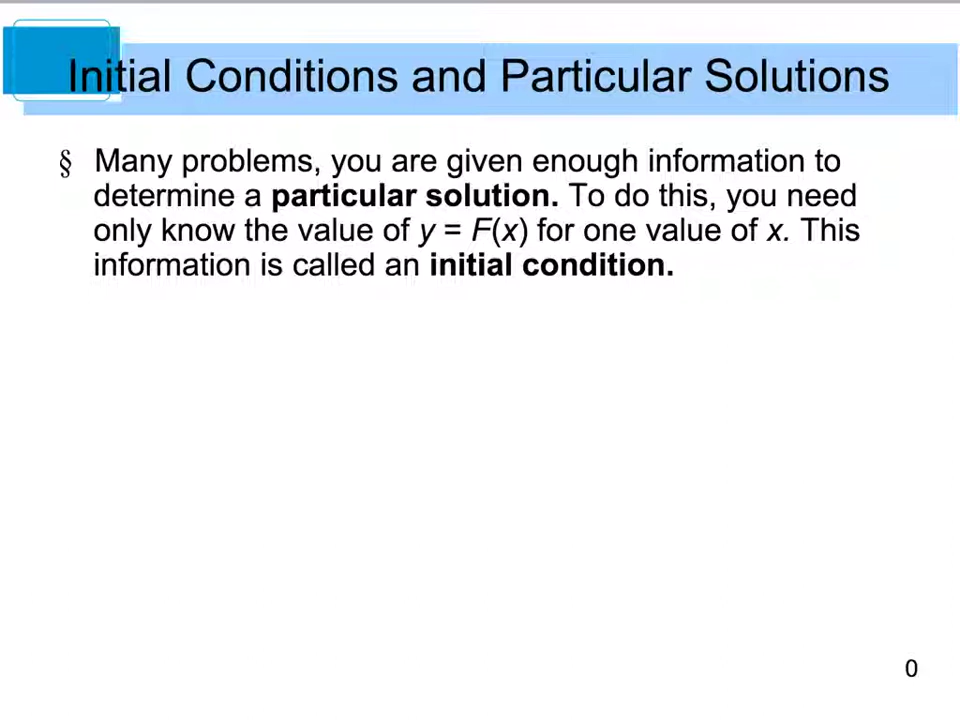 Initial Conditions and Particular Solutions
§ Many problems, you are given enough information to
determine a particular solution. To do this, you need
only know the value of y = F(x) for one value of x. This
information is called an initial condition.
0